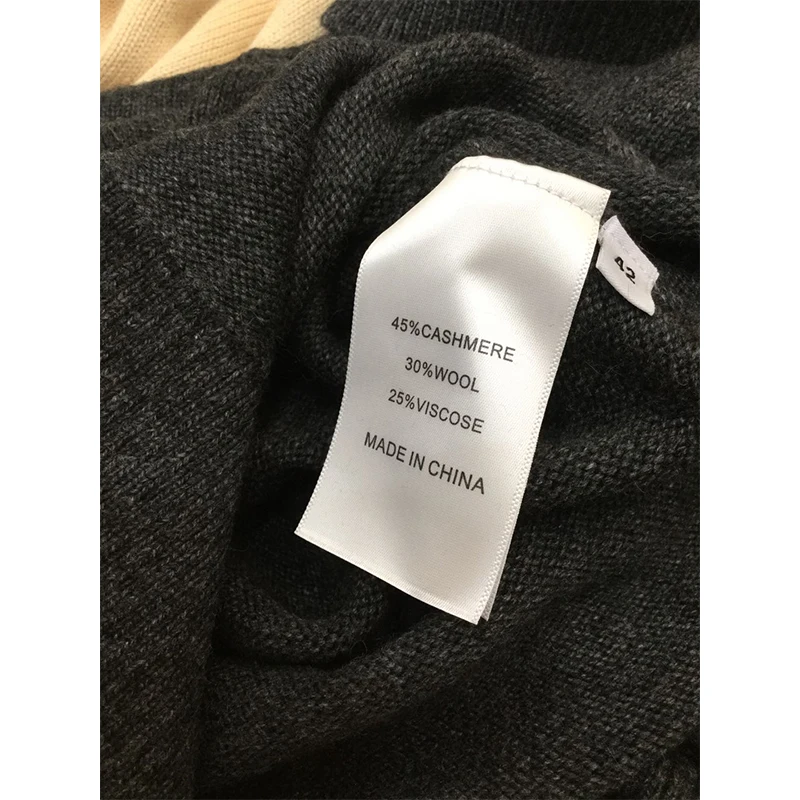 45%CASHMERE
30%WOOL
25%VISCOSE
MADE IN CHINA
42